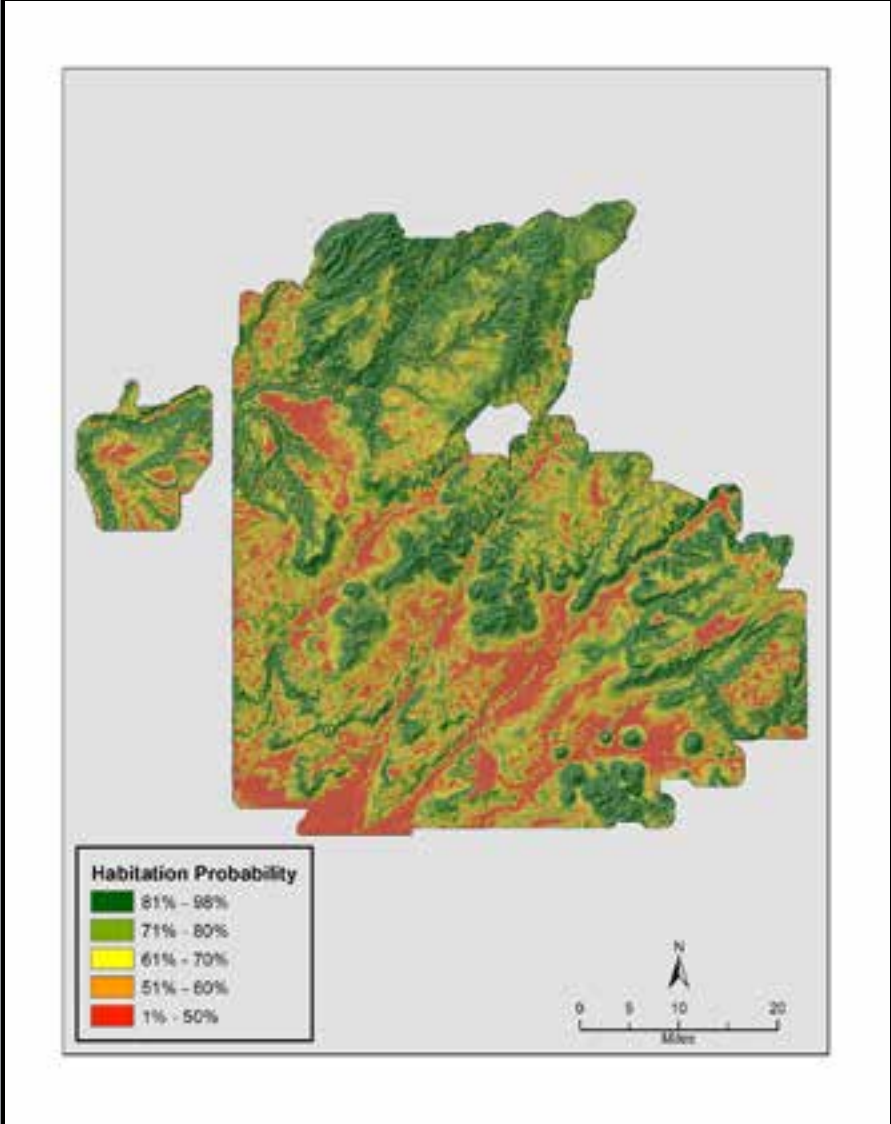 Habitation Probability
81% - 98%
71% - 80%
61% - 70%
51% - 60%
1% - 50%
N
0 5 10 20
Miles